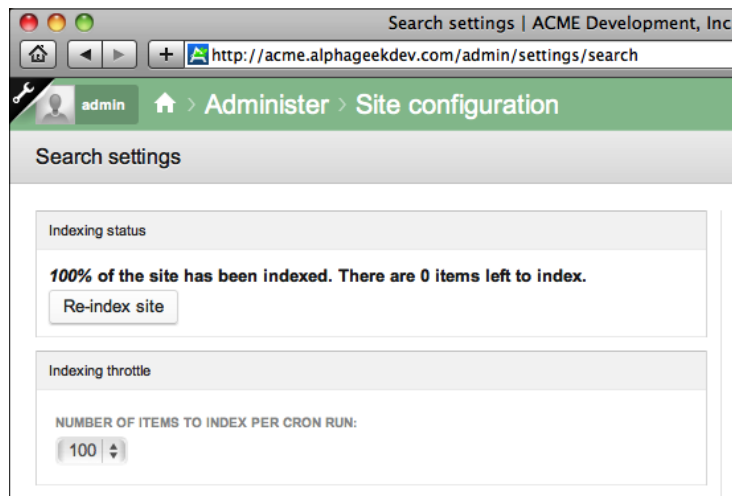 Search settings | ACME Development, Inc
http://acme.alphageekdev.com/admin/settings/search
admin > Administer > Site configuration
Search settings
Indexing status
100% of the site has been indexed. There are 0 items left to index.
Re-index site
Indexing throttle
NUMBER OF ITEMS TO INDEX PER CRON RUN:
100